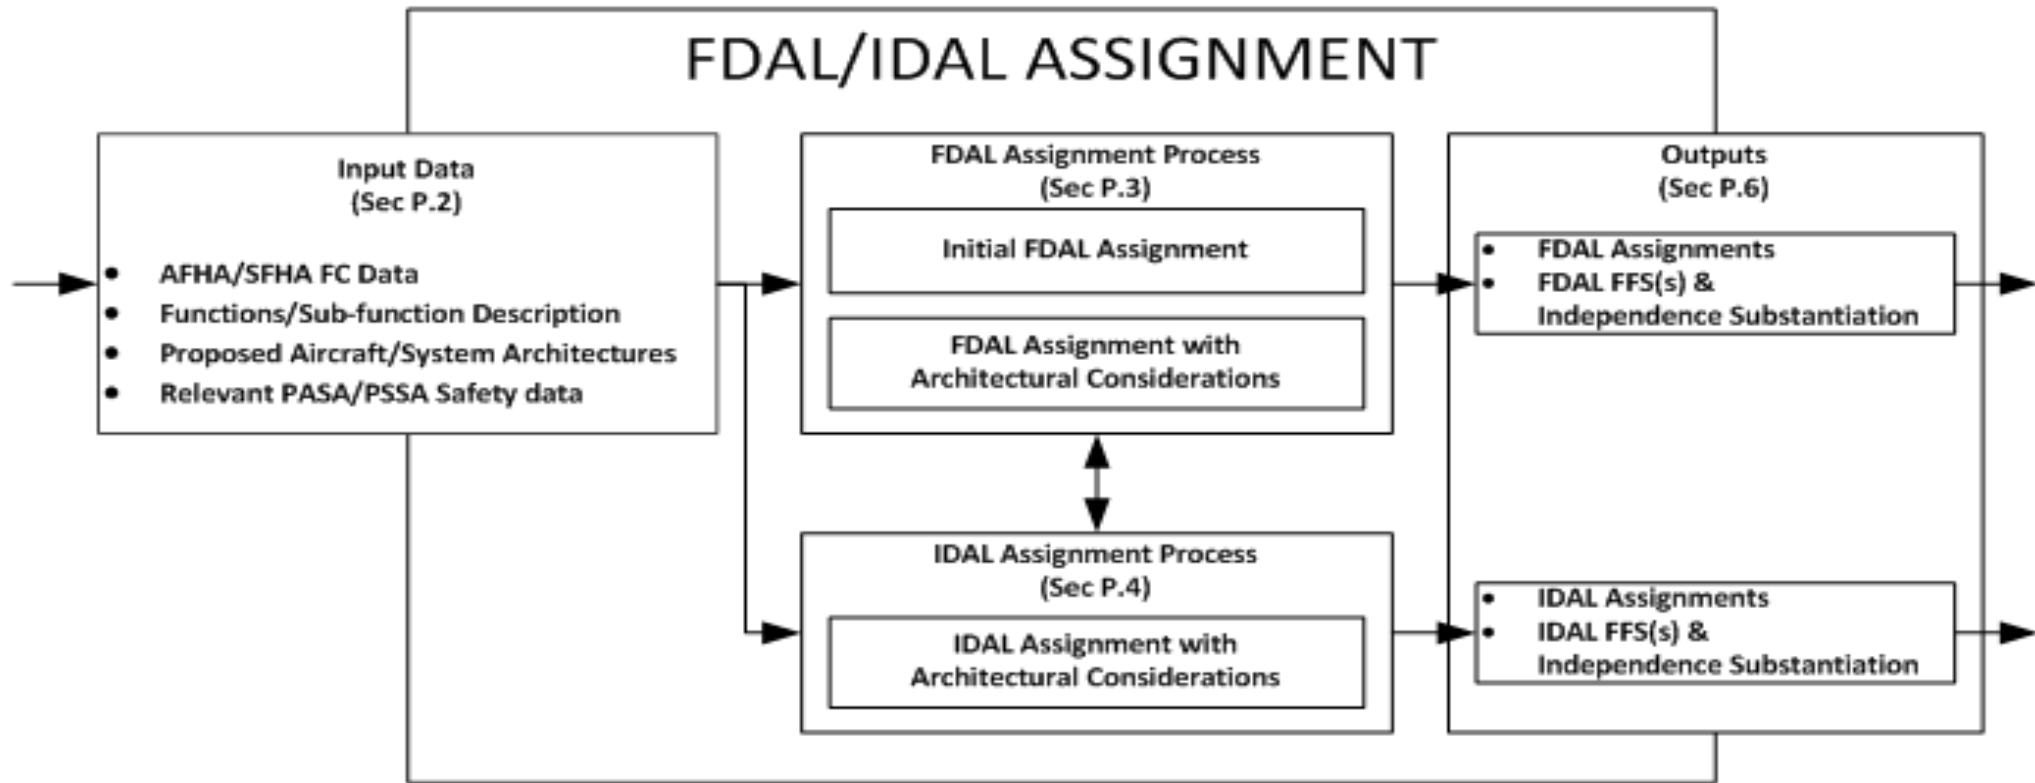 FDAL/IDAL ASSIGNMENT
Input Data
(Sec P.2)
• AFHA/SFHA FC Data
• Functions/Sub-function Description
• Proposed Aircraft/System Architectures
• Relevant PASA/PSSA Safety data
FDAL Assignment Process
(Sec P.3)
Initial FDAL Assignment
FDAL Assignment with
Architectural Considerations
IDAL Assignment Process
(Sec P.4)
IDAL Assignment with
Architectural Considerations
Outputs
(Sec P.6)
• FDAL Assignments
• FDAL FFS(s) &
Independence Substantiation
• IDAL Assignments
• IDAL FFS(s) &
Independence Substantiation